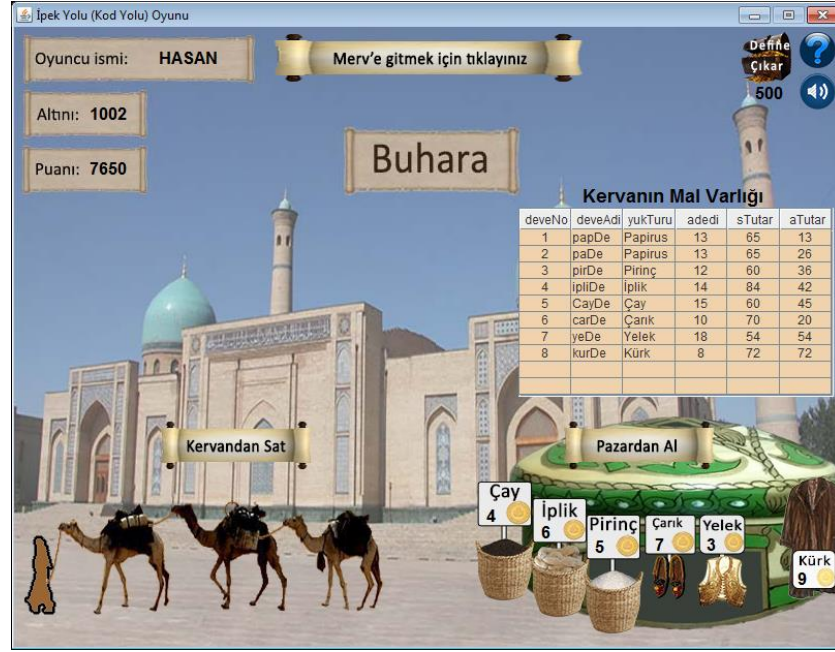 İpek Yolu (Kod Yolu) Oyunu
Oyuncu ismi: HASAN
Merv'e gitmek için tıklayınız
Define
Çıkar
500
?
Altını: 1002
Puanı: 7650
Buhara
Kervanın Mal Varlığı
deveNo deveAdi yukTuru adedi sTutar aTutar
1 papDe Papirus 13 65 13
2 paDe Papirus 13 65 26
3 pirDe Pirinç 12 60 36
4 ipliDe İplik 14 84 42
5 CayDe Çay 15 60 45
6 carDe Çarık 10 70 20
7 yeDe Yelek 18 54 54
8 kurDe Kürk 8 72 72
Kervandan Sat
Pazardan Al
Çay
4
İplik
6
Pirinç
5
Çarık
7
Yelek
3
Kürk
9